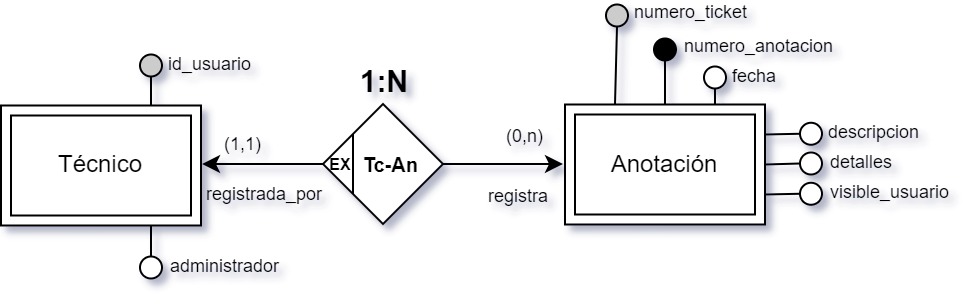 numero_ticket
numero_anotacion
id_usuario
fecha
1:N
(1,1)
(0,n)
descripcion
Técnico
EX
Tc-An
Anotación
detalles
registrada_por
registra
visible_usuario
administrador